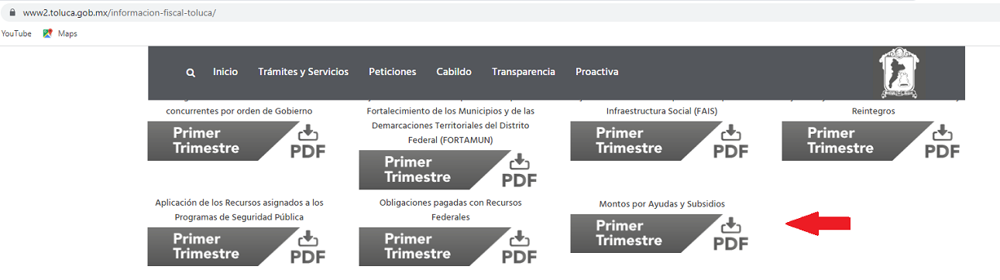 www2.toluca.gob.mx/informacion-fiscal-toluca/
YouTube Maps
Inicio Trámites y Servicios Peticiones Cabildo Transparencia Proactiva
concurrentes por orden de Gobierno
Primer
Trimestre
PDF
Fortalecimiento de los Municipios y de las
Demarcaciones Territoriales del Distrito
Federal (FORTAMUN)
Primer
Trimestre
PDF
Infraestructura Social (FAIS)
Primer
Trimestre
PDF
Reintegros
Primer
Trimestre
PDF
Aplicación de los Recursos asignados a los
Programas de Seguridad Pública
Primer
Trimestre
PDF
Obligaciones pagadas con Recursos
Federales
Primer
Trimestre
PDF
Montos por Ayudas y Subsidios
Primer
Trimestre
PDF